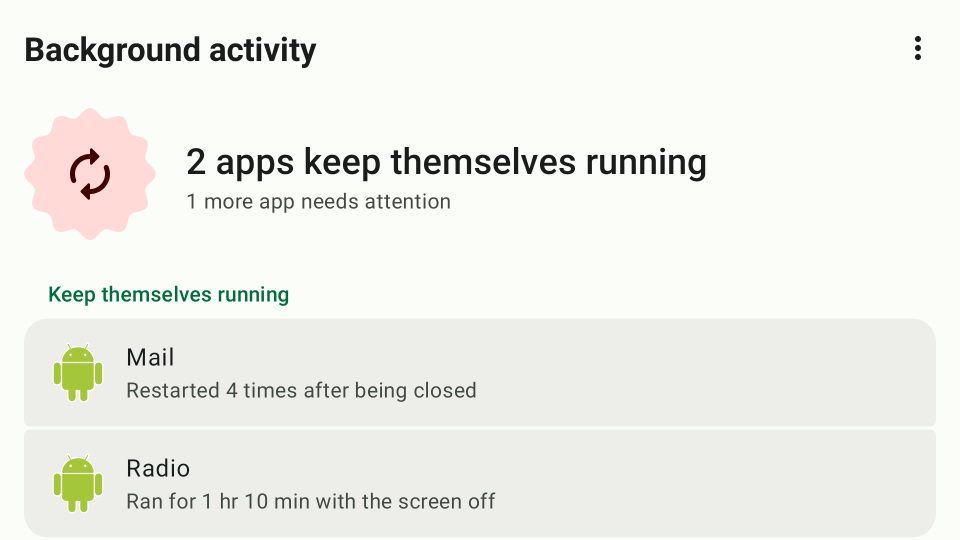 Background activity
2 apps keep themselves running
1 more app needs attention
Keep themselves running
Mail
Restarted 4 times after being closed
Radio
Ran for 1 hr 10 min with the screen off